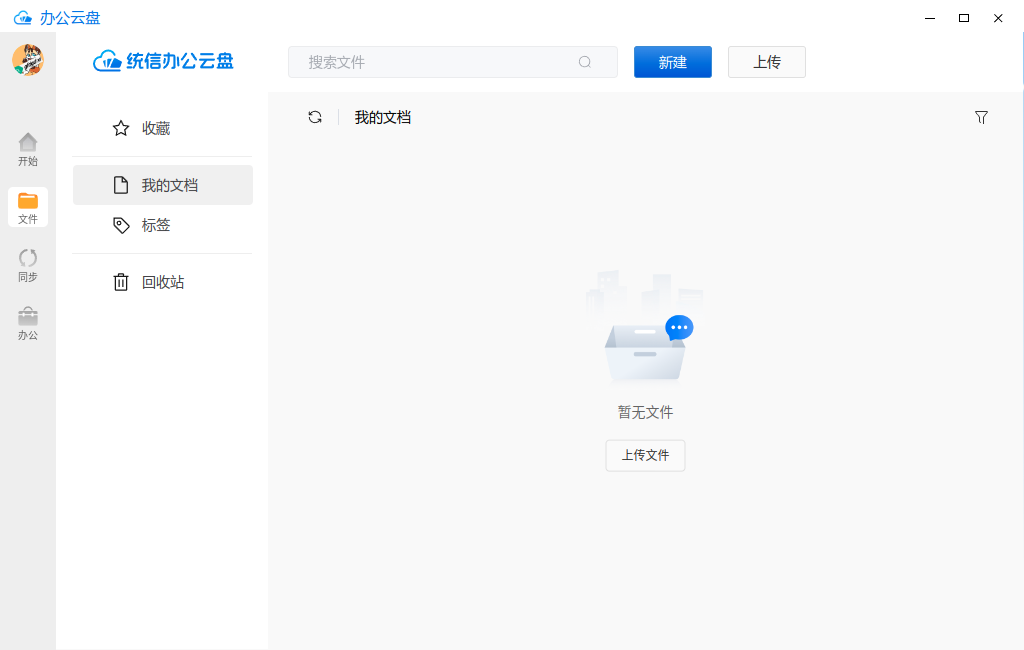 办公云盘
统信办公云盘
搜索文件
新建
上传
开始
文件
同步
办公
收藏
我的文档
标签
回收站
我的文档
暂无文件
上传文件